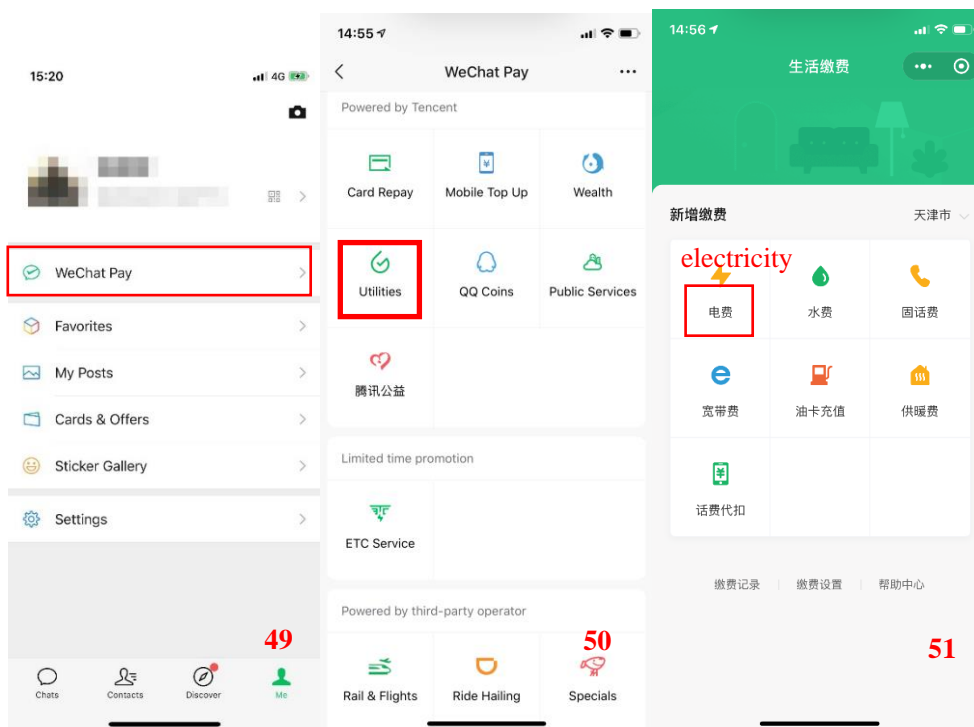 15:20
4G
WeChat Pay
Favorites
My Posts
Cards & Offers
Sticker Gallery
Settings
49
Chats
Contacts
Discover
Me
14:55
WeChat Pay
Powered by Tencent
Card Repay
Mobile Top Up
Wealth
Utilities
QQ Coins
Public Services
腾讯公益
Limited time promotion
ETC Service
Powered by third-party operator
50
Rail & Flights
Ride Hailing
Specials
14:56
生活缴费
新增缴费
天津市
electricity
电费
水费
固话费
宽带费
油卡充值
供暖费
话费代扣
缴费记录
缴费设置
帮助中心
51